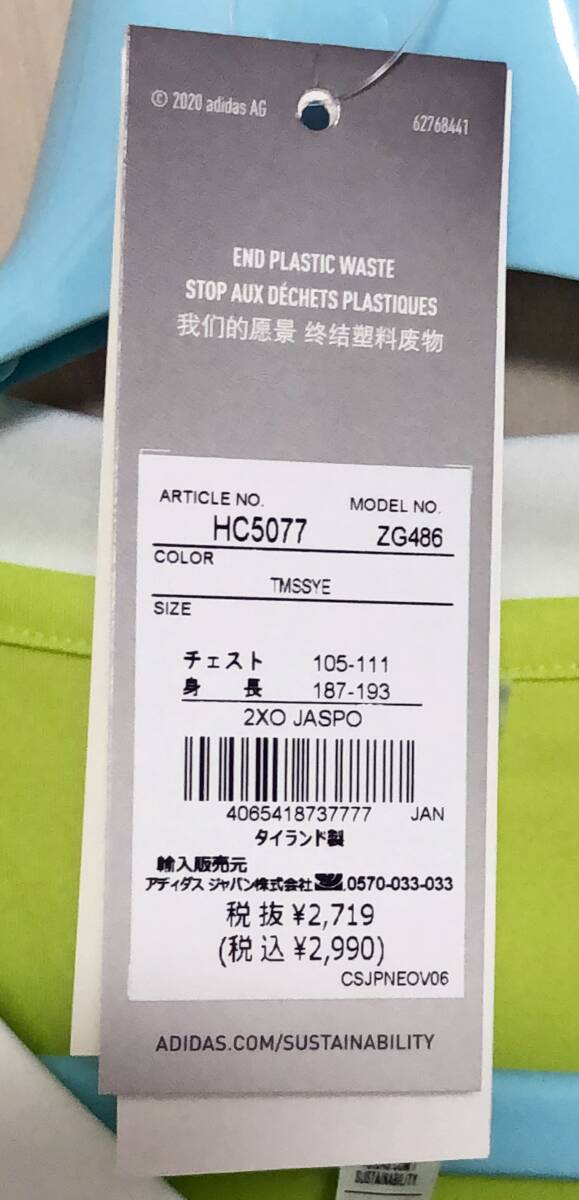 © 2020 adidas AG
62768441
END PLASTIC WASTE
STOP AUX DÉCHETS PLASTIQUES
我们的愿景 终结塑料废物
ARTICLE NO. MODEL NO.
HC5077 ZG486
COLOR
TMSSYE
SIZE
チェスト 105-111
身 長 187-193
2XO JASPO
4065418737777 JAN
タイランド製
輸入販売元
アディダス ジャパン株式会社 0570-033-033
税抜 ¥2,719
(税込 ¥2,990)
CSJPNEOV06
ADIDAS.COM/SUSTAINABILITY
SUSTAINABILITY